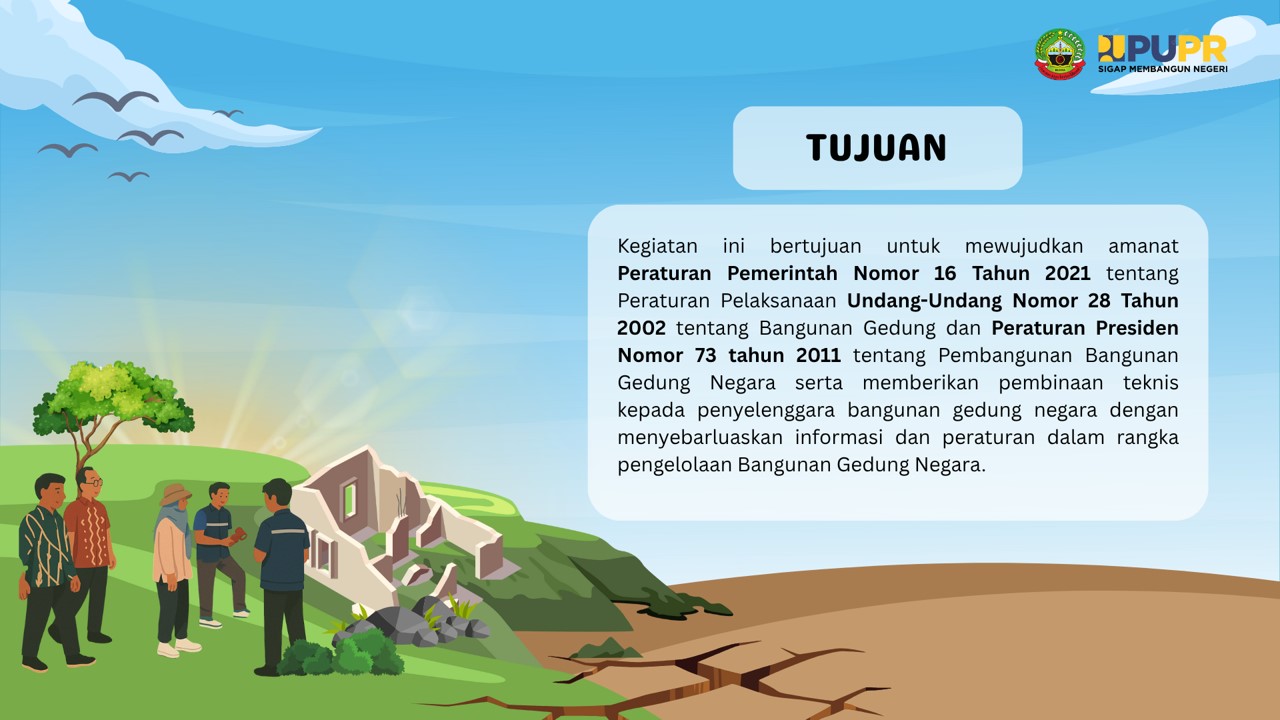 PUPR
SIGAP MEMBANGUN NEGERI
TUJUAN
Kegiatan ini bertujuan untuk mewujudkan amanat
Peraturan Pemerintah Nomor 16 Tahun 2021 tentang
Peraturan Pelaksanaan Undang-Undang Nomor 28 Tahun
2002 tentang Bangunan Gedung dan Peraturan Presiden
Nomor 73 tahun 2011 tentang Pembangunan Bangunan
Gedung Negara serta memberikan pembinaan teknis
kepada penyelenggara bangunan gedung negara dengan
menyebarluaskan informasi dan peraturan dalam rangka
pengelolaan Bangunan Gedung Negara.